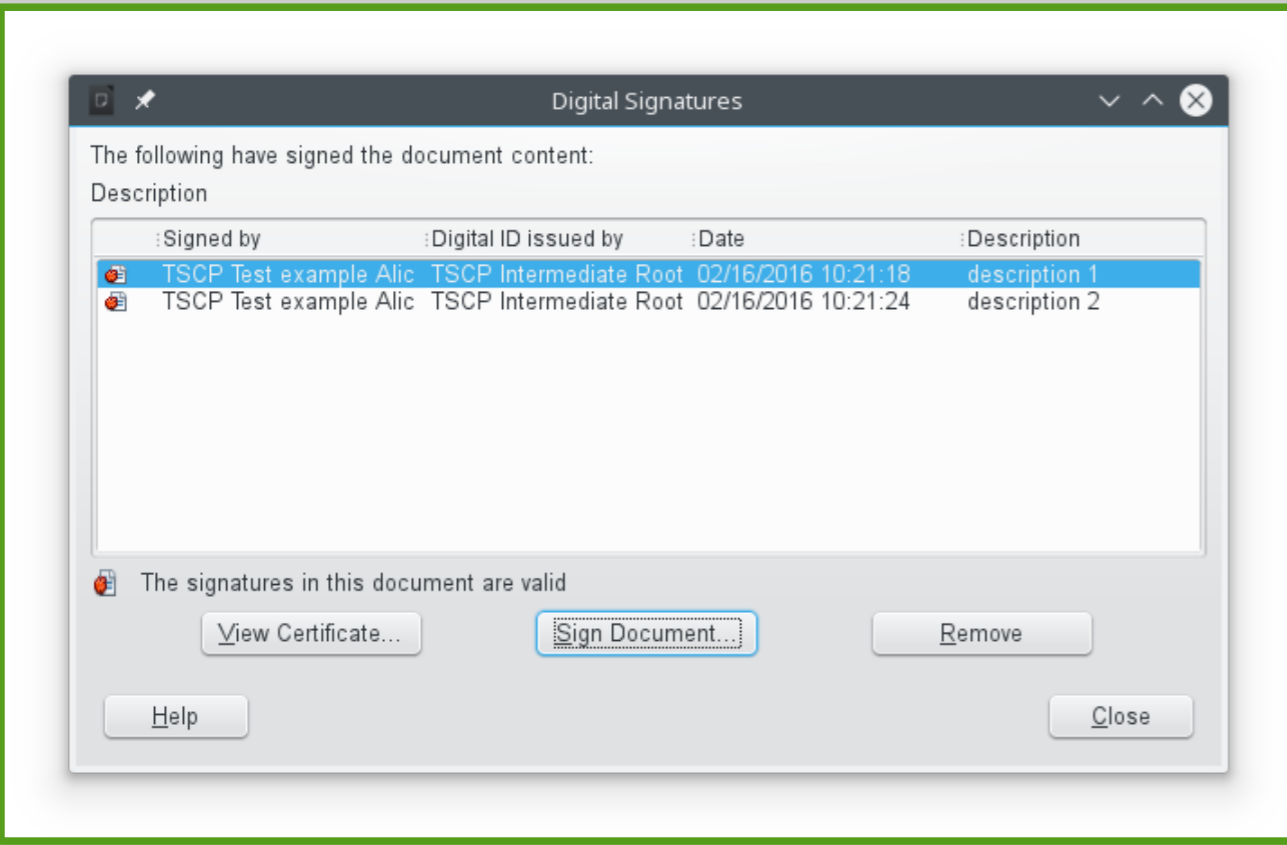 Digital Signatures
The following have signed the document content:
Description
Signed by Digital ID issued by Date Description
TSCP Test example Alic TSCP Intermediate Root 02/16/2016 10:21:18 description 1
TSCP Test example Alic TSCP Intermediate Root 02/16/2016 10:21:24 description 2
The signatures in this document are valid
View Certificate... Sign Document... Remove
Help Close